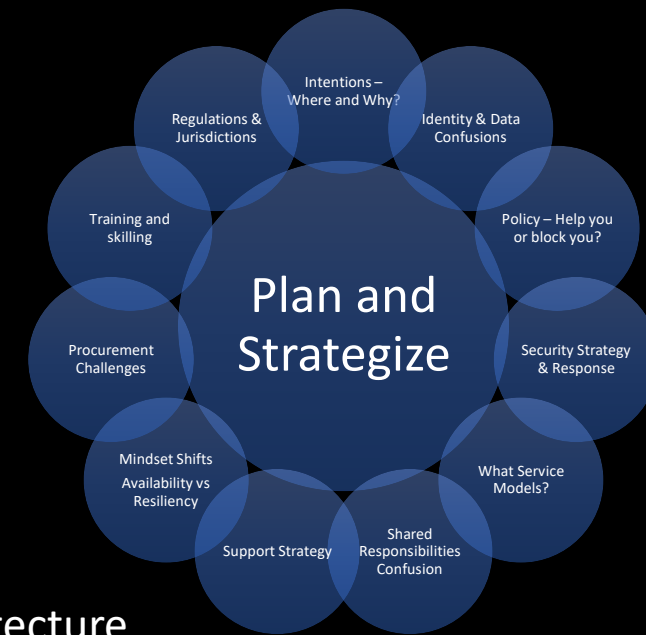 Intentions –
Where and Why?
Identity & Data
Confusions
Policy – Help you
or block you?
Security Strategy
& Response
What Service
Models?
Shared
Responsibilities
Confusion
Support Strategy
Mindset Shifts
Availability vs
Resiliency
Procurement
Challenges
Training and
skilling
Regulations &
Jurisdictions
Plan and
Strategize
tecture